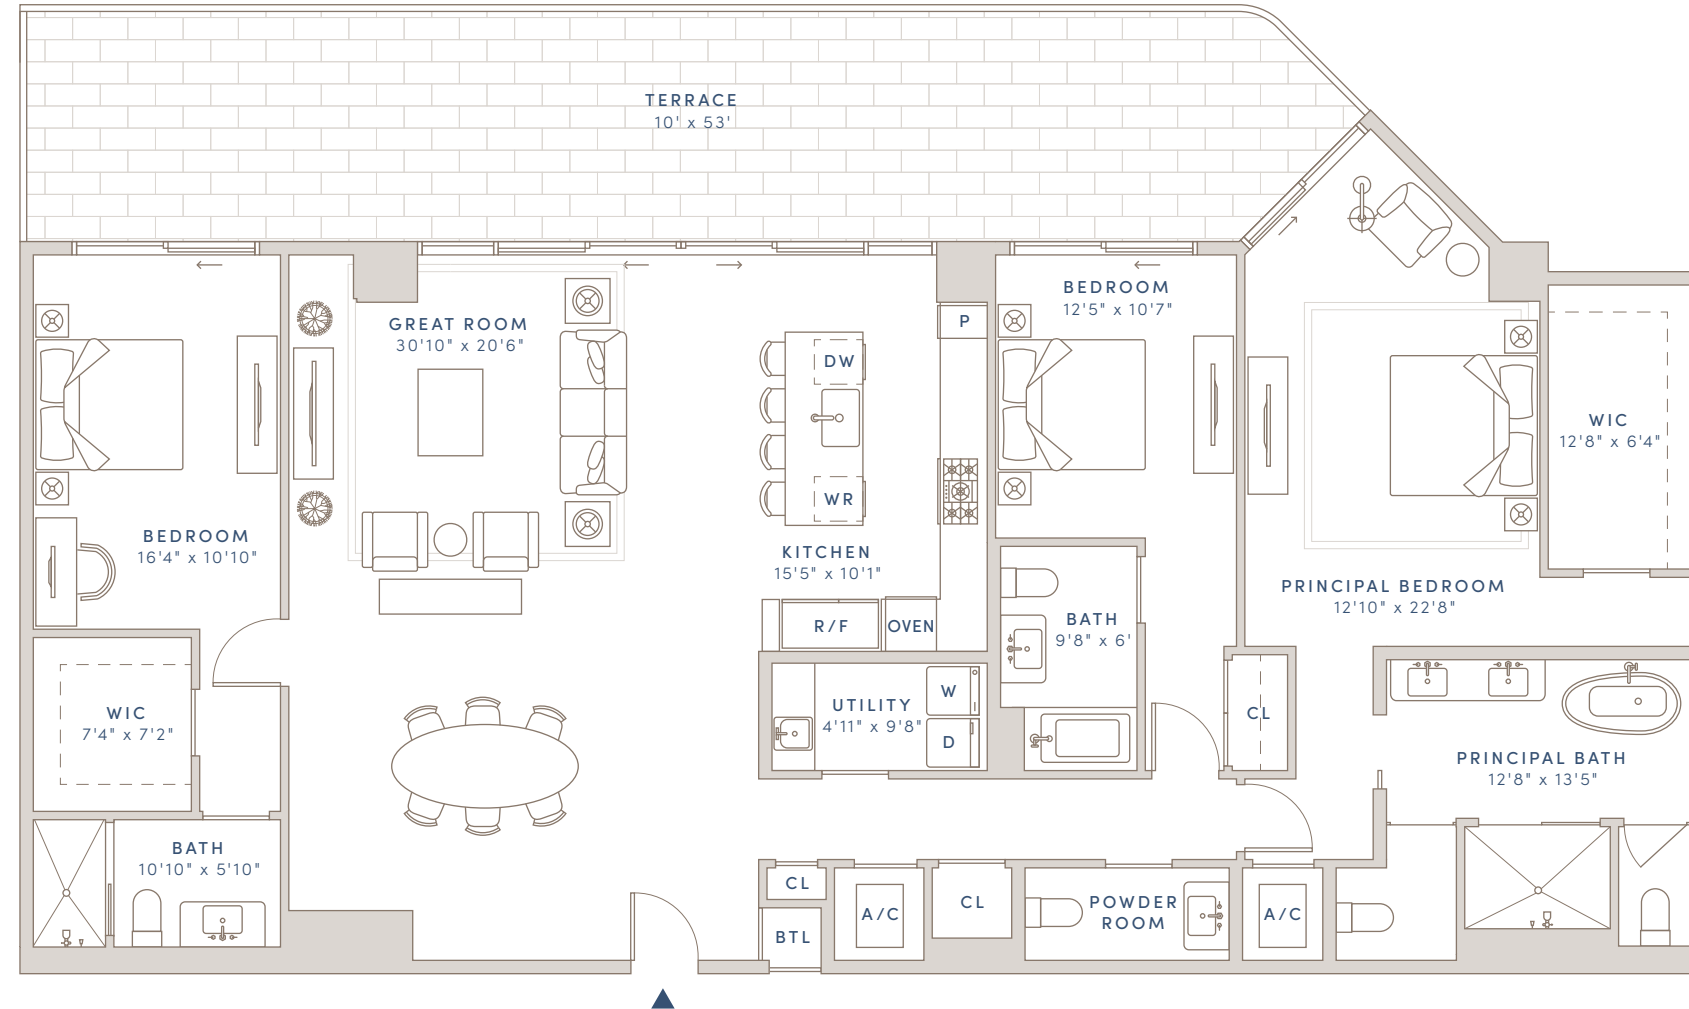 TERRACE
10' x 53'
BEDROOM
12'5" x 10'7"
GREAT ROOM
30'10" x 20'6"
P
DW
WIC
12'8" x 6'4"
WR
BEDROOM
16'4" x 10'10"
KITCHEN
15'5" x 10'1"
PRINCIPAL BEDROOM
12'10" x 22'8"
R/F
OVEN
BATH
9'8" x 6'
WIC
7'4" x 7'2"
UTILITY
4'11" x 9'8"
W
D
CL
PRINCIPAL BATH
12'8" x 13'5"
BATH
10'10" x 5'10"
CL
BTL
A/C
CL
POWDER
ROOM
A/C